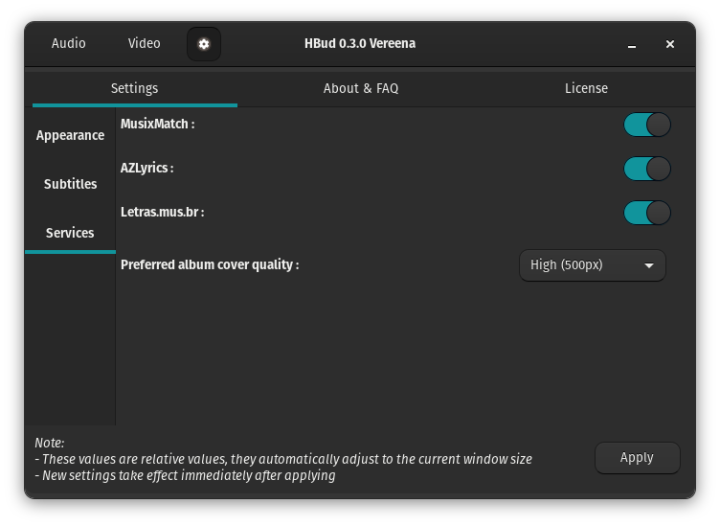 Audio Video HBud 0.3.0 Vereena
Settings About & FAQ License
Appearance
Subtitles
Services
MusixMatch :
AZLyrics :
Letras.mus.br :
Preferred album cover quality : High (500px)
Note:
- These values are relative values, they automatically adjust to the current window size
- New settings take effect immediately after applying
Apply